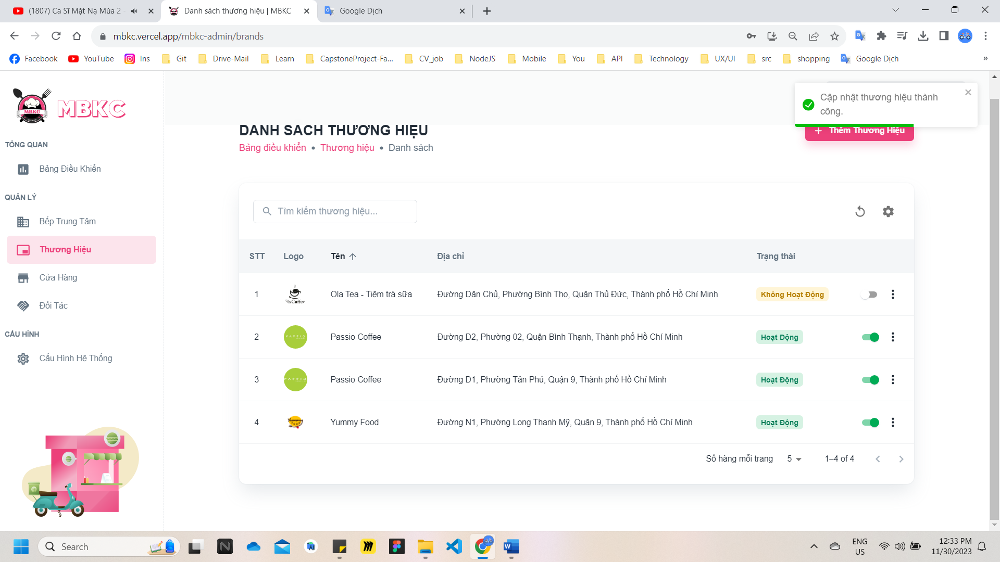 (1807) Ca Sĩ Mặt Nạ Mùa 2 -
Danh sách thương hiệu | MBKC
Google Dịch
mbkc.vercel.app/mbkc-admin/brands
Facebook
YouTube
Ins
Git
Drive-Mail
Learn
CapstoneProject-Fa...
CV_job
NodeJS
Mobile
You
API
Technology
UX/UI
src
shopping
Google Dịch
»
MBKC
MBKC
Cập nhật thương hiệu thành
công.
DANH SÁCH THƯƠNG HIỆU
Thêm Thương Hiệu
Bảng điều khiển • Thương hiệu • Danh sách
TỔNG QUAN
Bảng Điều Khiển
QUẢN LÝ
Bếp Trung Tâm
Thương Hiệu
Cửa Hàng
Đối Tác
CẤU HÌNH
Cấu Hình Hệ Thống
Tìm kiếm thương hiệu...
STT Logo Tên Địa chỉ Trạng thái
1 Ola Tea - Tiệm trà sữa Đường Dân Chủ, Phường Bình Thọ, Quận Thủ Đức, Thành phố Hồ Chí Minh Không Hoạt Động
2 PASSIO Passio Coffee Đường D2, Phường 02, Quận Bình Thạnh, Thành phố Hồ Chí Minh Hoạt Động
3 PASSIO Passio Coffee Đường D1, Phường Tân Phú, Quận 9, Thành phố Hồ Chí Minh Hoạt Động
4 Yummy Food Đường N1, Phường Long Thạnh Mỹ, Quận 9, Thành phố Hồ Chí Minh Hoạt Động
Số hàng mỗi trang 5 1–4 of 4
Search
ENG
US
12:33 PM
11/30/2023